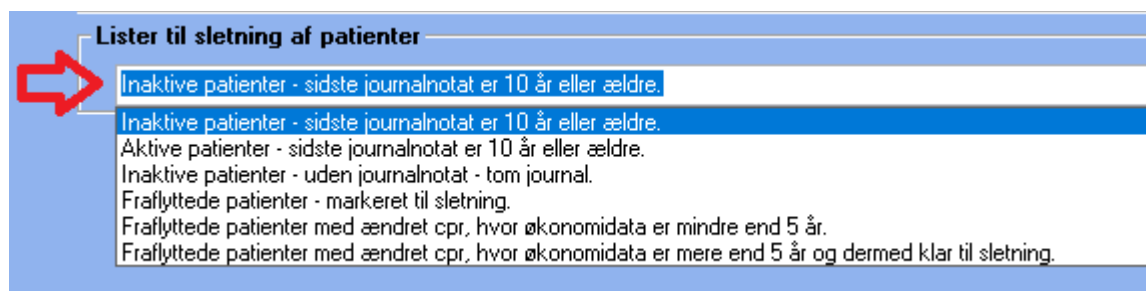 Lister til sletning af patienter
Inaktive patienter - sidste journalnotat er 10 år eller ældre.
Inaktive patienter - sidste journalnotat er 10 år eller ældre.
Aktive patienter - sidste journalnotat er 10 år eller ældre.
Inaktive patienter - uden journalnotat - tom journal.
Fraflyttede patienter - markeret til sletning.
Fraflyttede patienter med ændret cpr, hvor økonomidata er mindre end 5 år.
Fraflyttede patienter med ændret cpr, hvor økonomidata er mere end 5 år og dermed klar til sletning.